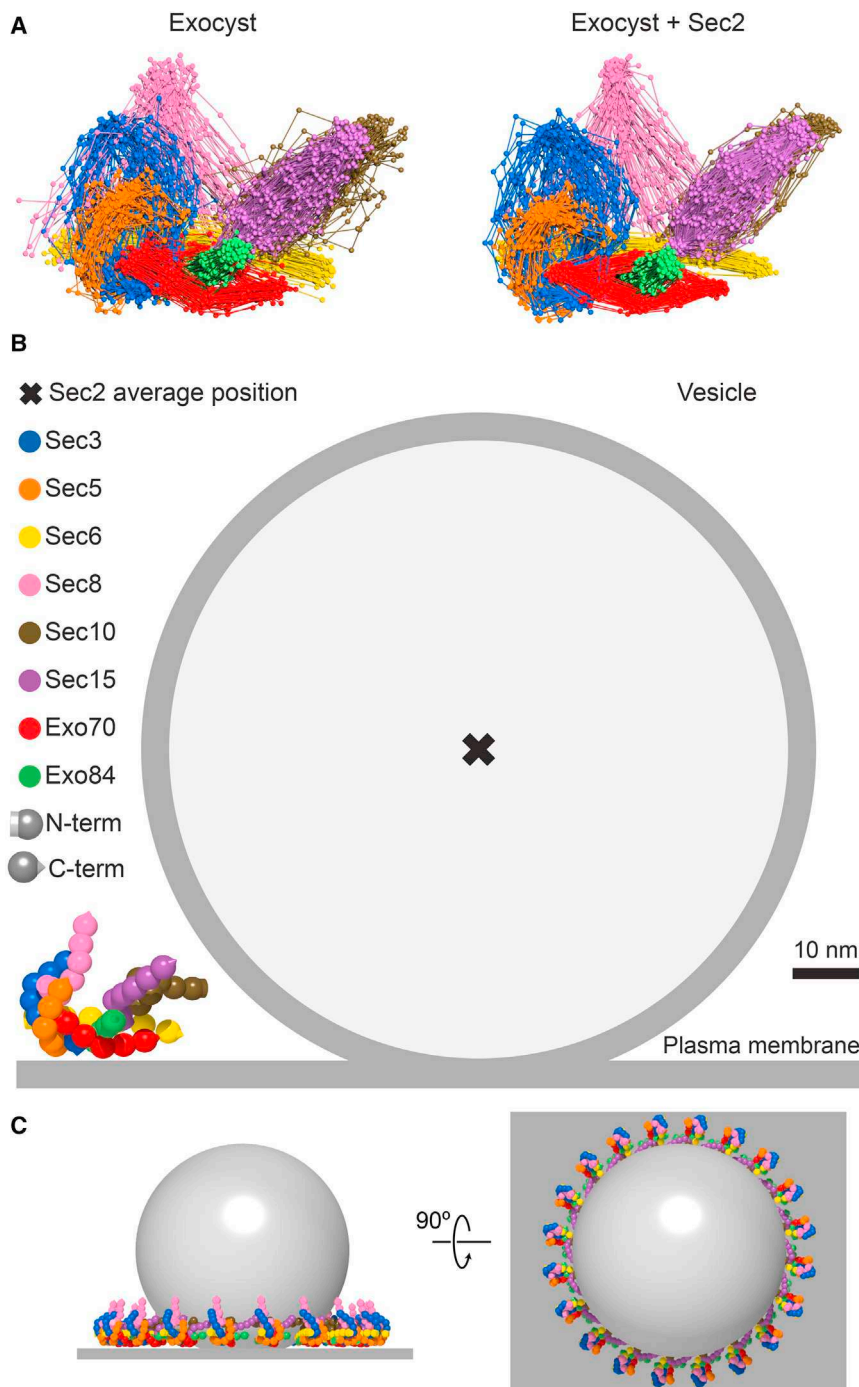 A
Exocyst
Exocyst + Sec2
B
Sec2 average position
Vesicle
Sec3
Sec5
Sec6
Sec8
Sec10
Sec15
Exo70
Exo84
N-term
C-term
10 nm
Plasma membrane
C
90º